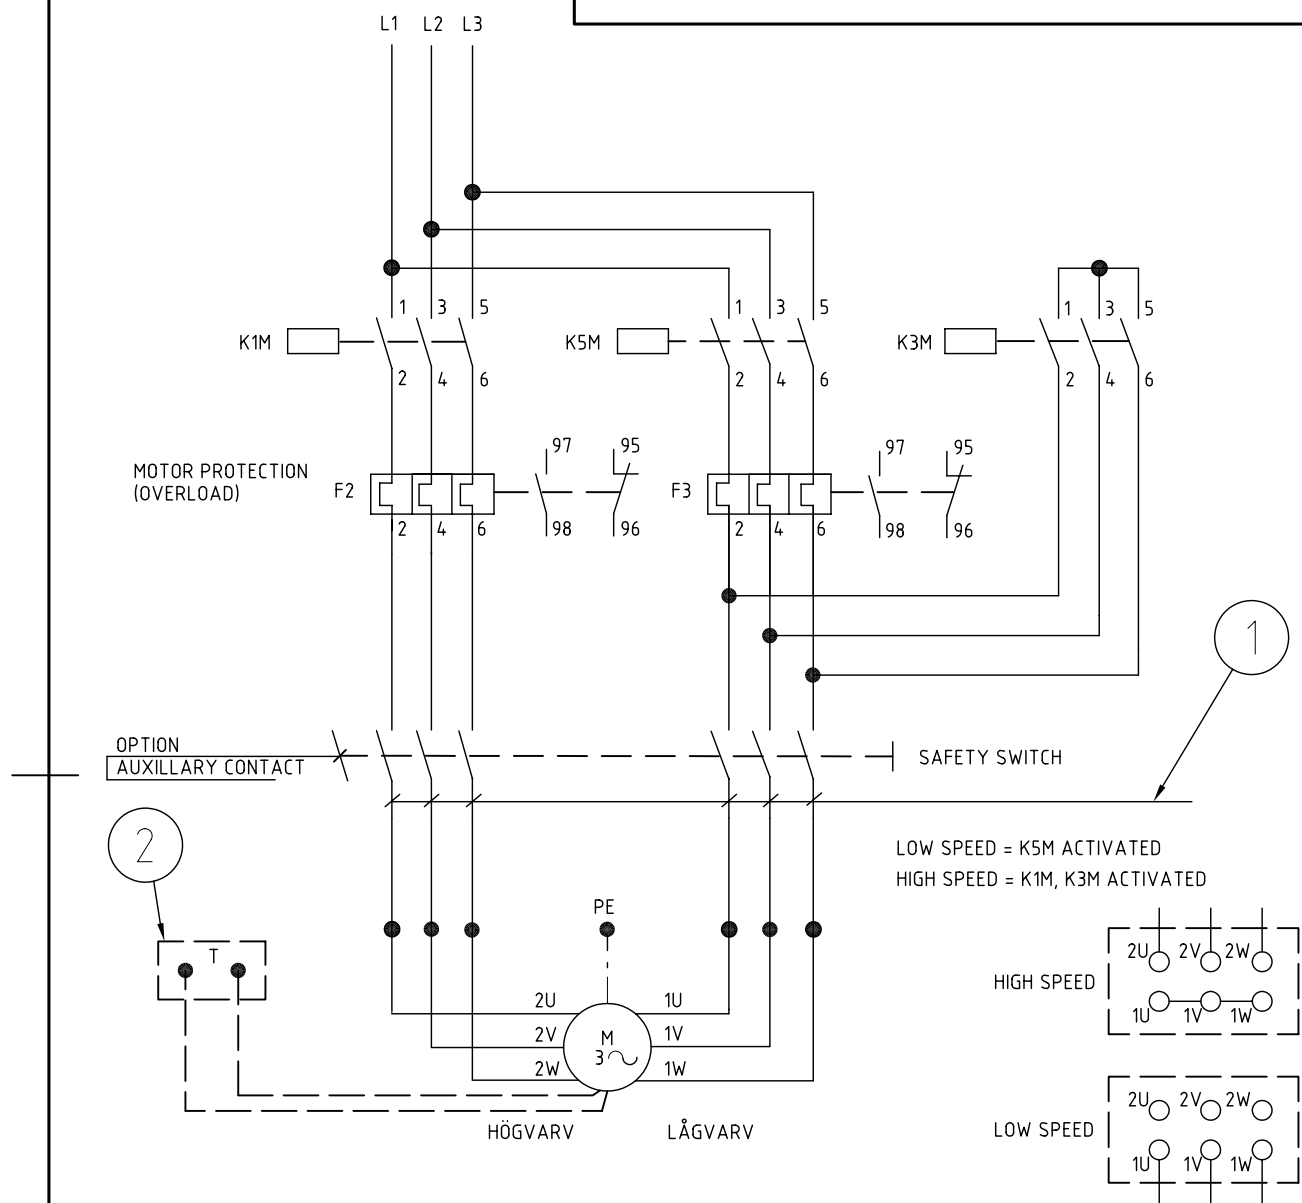 L1 L2 L3
1 3 5 1 3 5 1 3 5
K1M K5M K3M
2 4 6 2 4 6 2 4 6
97 95 97 95
MOTOR PROTECTION
(OVERLOAD)
F2 F3
2 4 6 98 96 2 4 6 98 96
1
OPTION
AUXILLARY CONTACT
SAFETY SWITCH
2
LOW SPEED = K5M ACTIVATED
HIGH SPEED = K1M, K3M ACTIVATED
PE
T
2U 1U
2V M 1V
3~
2W 1W
HÖGVARV LÅGVARV
2U 2V 2W
HIGH SPEED
1U 1V 1W
2U 2V 2W
LOW SPEED
1U 1V 1W